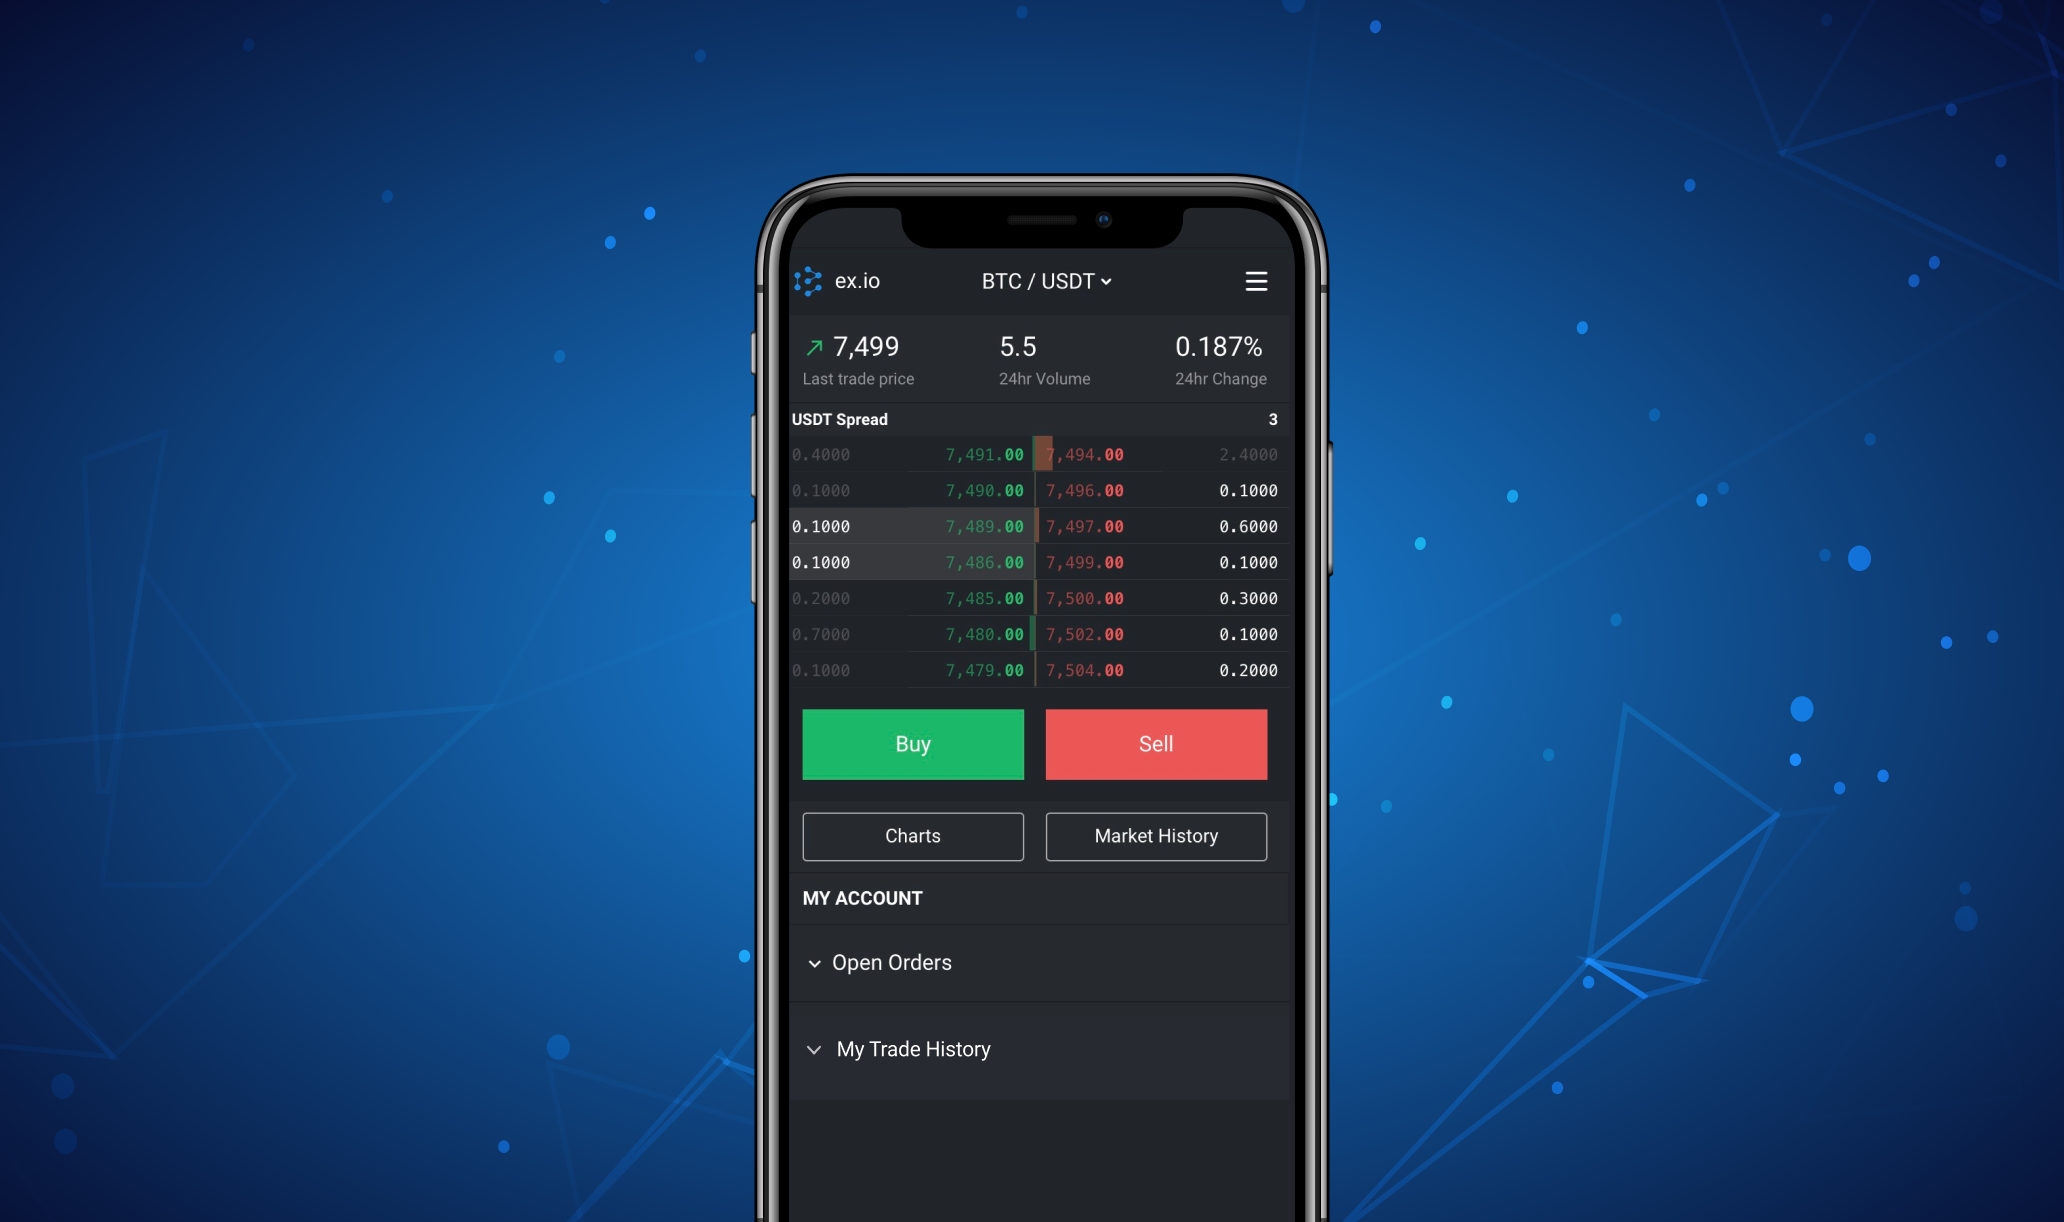 ex.io BTC / USDT
7,499 5.5 0.187%
Last trade price 24hr Volume 24hr Change
USDT Spread 3
0.4000 7,491.00 7,494.00 2.4000
0.1000 7,490.00 7,496.00 0.1000
0.1000 7,489.00 7,497.00 0.6000
0.1000 7,486.00 7,499.00 0.1000
0.2000 7,485.00 7,500.00 0.3000
0.7000 7,480.00 7,502.00 0.1000
0.1000 7,479.00 7,504.00 0.2000
Buy Sell
Charts Market History
MY ACCOUNT
Open Orders
My Trade History